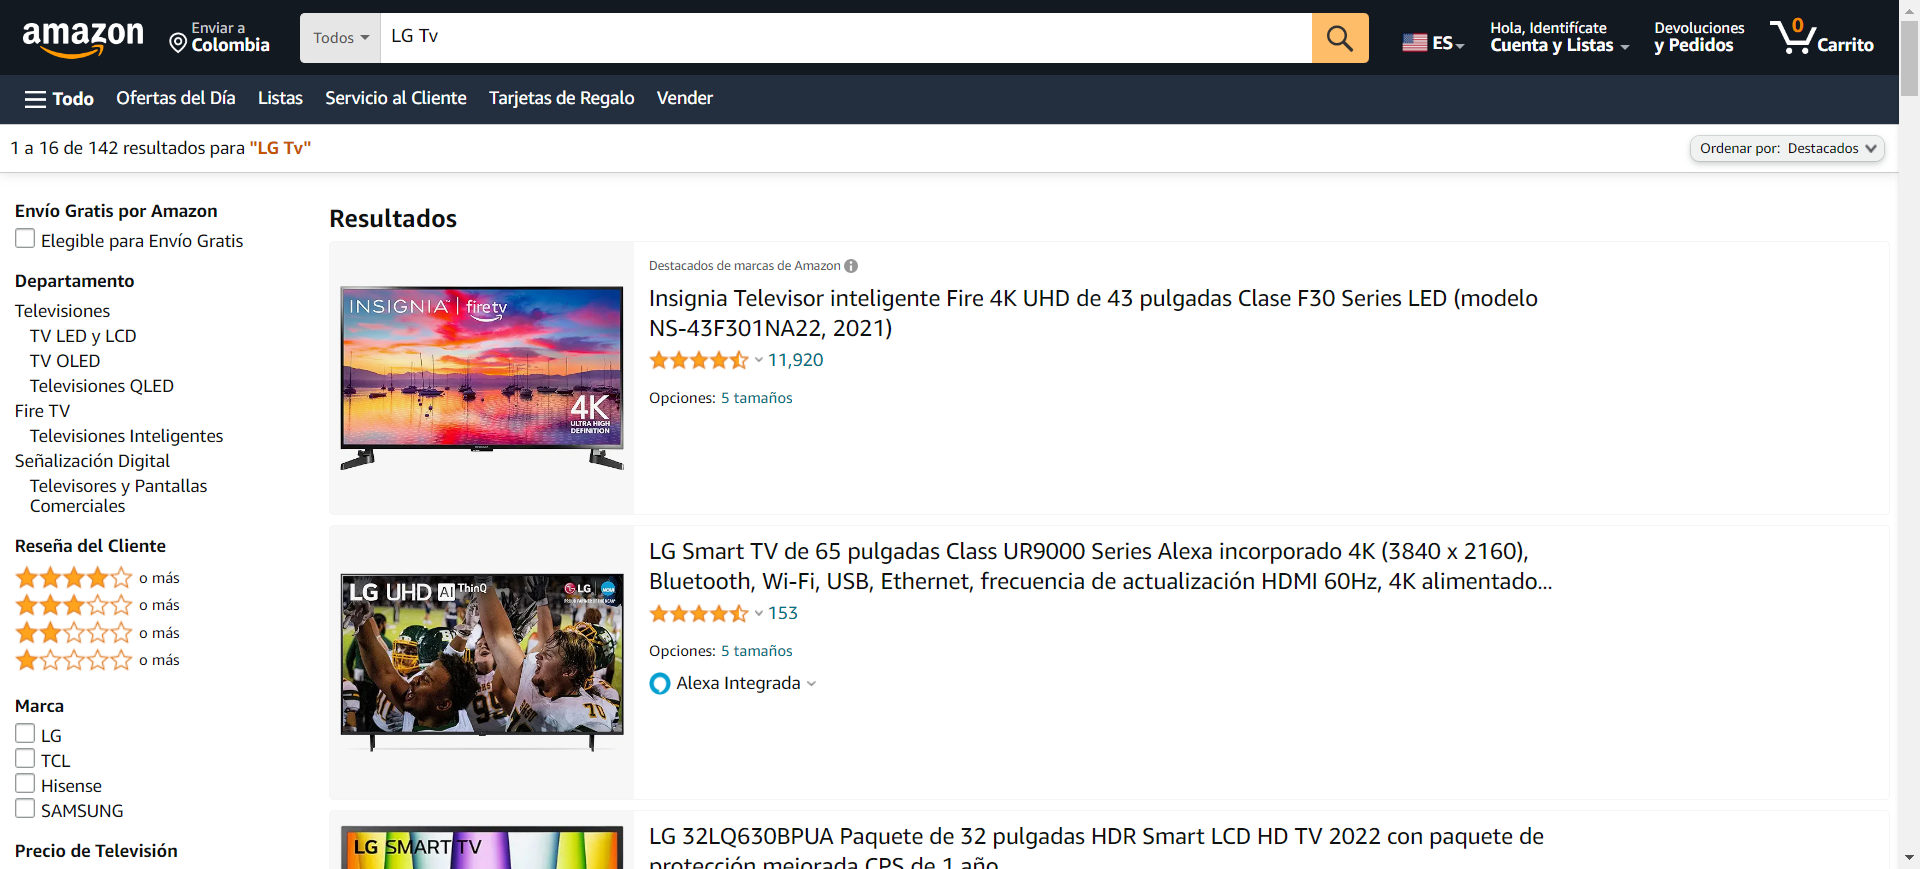 amazon
Enviar a
Colombia
Todos
LG Tv
ES
Hola, Identifícate
Cuenta y Listas
Devoluciones
y Pedidos
0
Carrito
Todo
Ofertas del Día
Listas
Servicio al Cliente
Tarjetas de Regalo
Vender
1 a 16 de 142 resultados para "LG Tv"
Ordenar por: Destacados
Envío Gratis por Amazon
Elegible para Envío Gratis
Departamento
Televisiones
TV LED y LCD
TV OLED
Televisiones QLED
Fire TV
Televisiones Inteligentes
Señalización Digital
Televisores y Pantallas
Comerciales
Reseña del Cliente
o más
o más
o más
o más
Marca
LG
TCL
Hisense
SAMSUNG
Precio de Televisión
Resultados
INSIGNIA fire tv
4K
ULTRA HIGH
DEFINITION
Destacados de marcas de Amazon
Insignia Televisor inteligente Fire 4K UHD de 43 pulgadas Clase F30 Series LED (modelo
NS-43F301NA22, 2021)
11,920
Opciones: 5 tamaños
LG UHD AI ThinQ
LG
LG Smart TV de 65 pulgadas Class UR9000 Series Alexa incorporado 4K (3840 x 2160),
Bluetooth, Wi-Fi, USB, Ethernet, frecuencia de actualización HDMI 60Hz, 4K alimentado...
153
Opciones: 5 tamaños
Alexa Integrada
LG SMART TV
LG 32LQ630BPUA Paquete de 32 pulgadas HDR Smart LCD HD TV 2022 con paquete de
protección mejorada CPS de 1 año